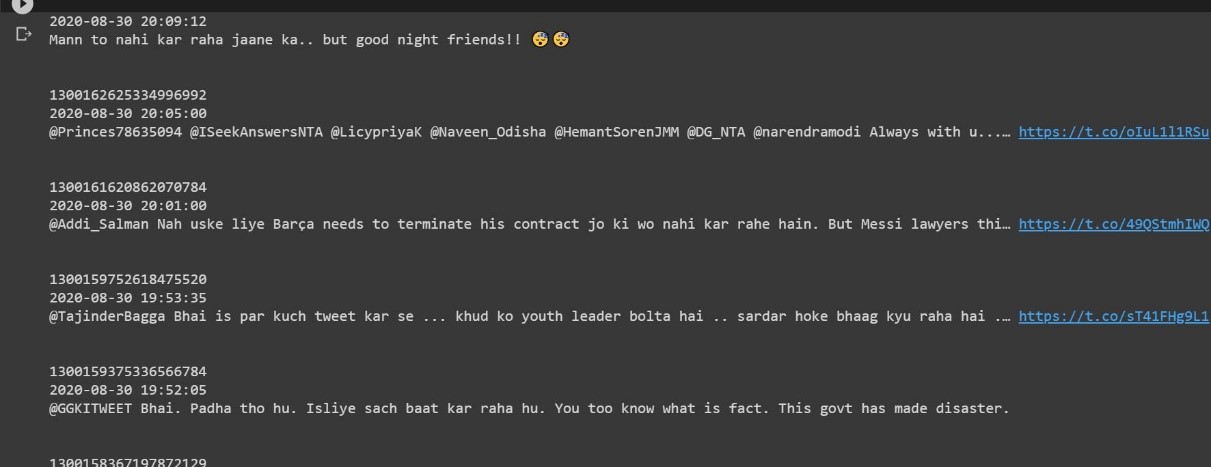 2020-08-30 20:09:12
Mann to nahi kar raha jaane ka.. but good night friends!! 😴😴
1300162625334996992
2020-08-30 20:05:00
@Princes78635094 @ISeekAnswersNTA @LicypriyaK @Naveen_Odisha @HemantSorenJMM @DG_NTA @narendramodi Always with u...… https://t.co/oIuL1l1RSu
1300161620862070784
2020-08-30 20:01:00
@Addi_Salman Nah uske liye Barça needs to terminate his contract jo ki wo nahi kar rahe hain. But Messi lawyers thi… https://t.co/49QStmhIWQ
1300159752618475520
2020-08-30 19:53:35
@TajinderBagga Bhai is par kuch tweet kar se ... khud ko youth leader bolta hai .. sardar hoke bhaag kyu raha hai .… https://t.co/sT41FHg9L1
1300159375336566784
2020-08-30 19:52:05
@GGKITWEET Bhai. Padha tho hu. Isliye sach baat kar raha hu. You too know what is fact. This govt has made disaster.
1300158367197872129